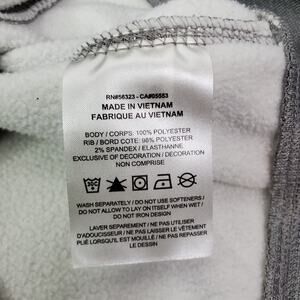 RN#56323 - CA#05553
MADE IN VIETNAM
FABRIQUE AU VIETNAM
BODY / CORPS: 100% POLYESTER
RIB / BORD COTE: 98% POLYESTER
2% SPANDEX / ELASTHANNE
EXCLUSIVE OF DECORATION / DECORATION
NON COMPRISE
WASH SEPARATELY / DO NOT USE SOFTENERS /
DO NOT ALLOW TO LAY ON ITSELF WHEN WET /
DO NOT IRON DESIGN
LAVER SEPARATEMENT / NE PAS UTILISER
D'ADOUCISSEUR / NE PAS LE LAISSER
PLIÉ LORSQU'IL EST MOUILLÉ / NE PAS REPASSER
LE DESSIN